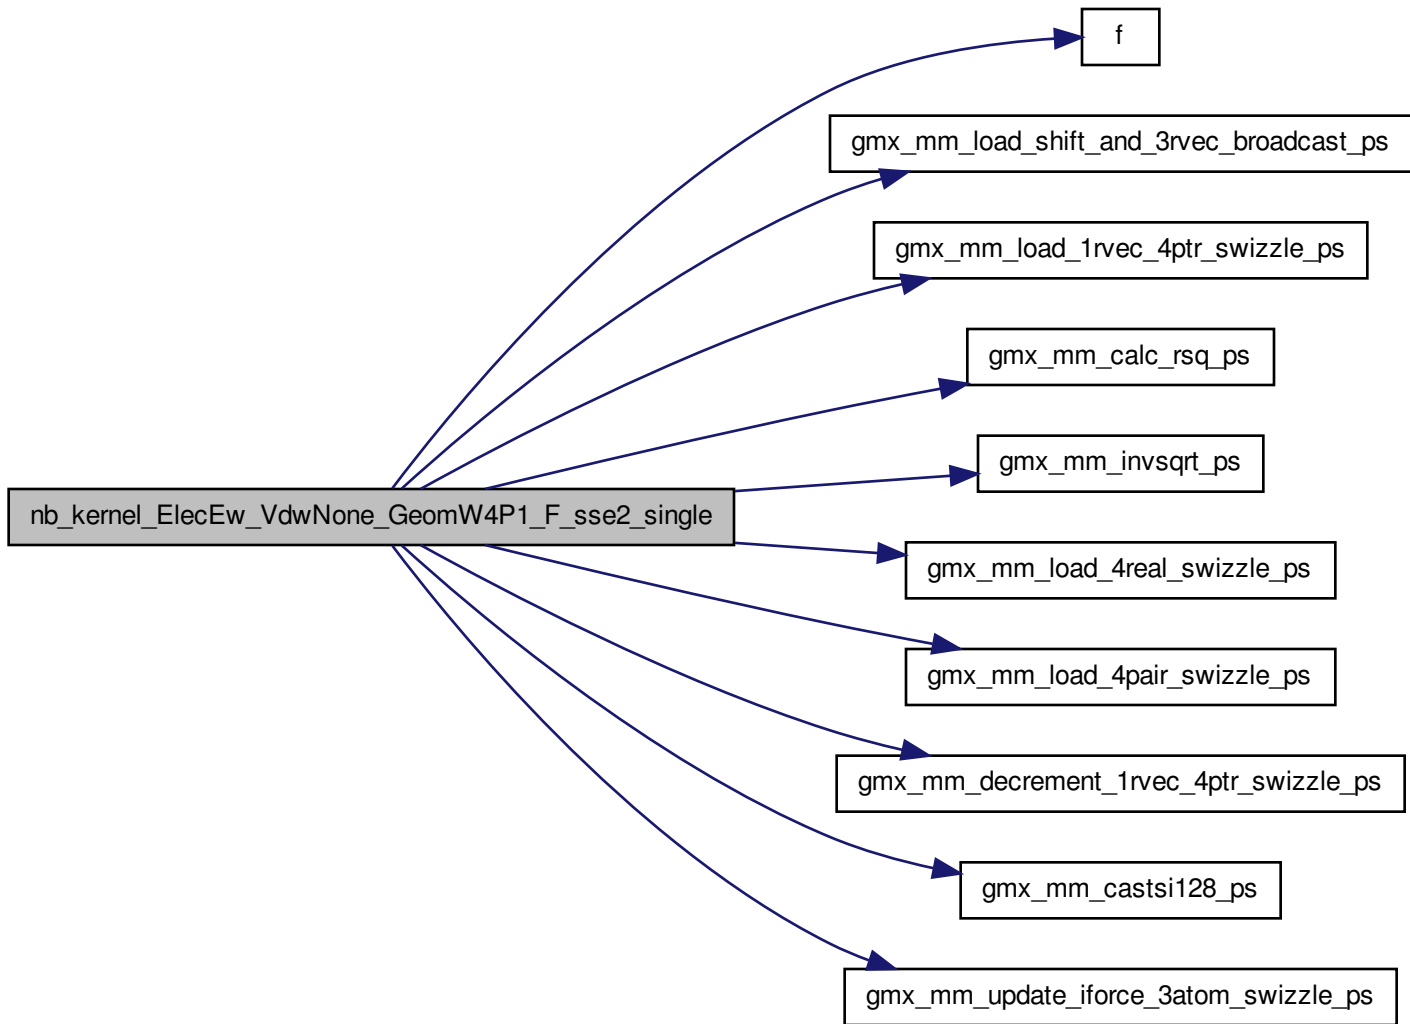 f
gmx_mm_load_shift_and_3rvec_broadcast_ps
gmx_mm_load_1rvec_4ptr_swizzle_ps
gmx_mm_calc_rsq_ps
gmx_mm_invsqrt_ps
nb_kernel_ElecEw_VdwNone_GeomW4P1_F_sse2_single
gmx_mm_load_4real_swizzle_ps
gmx_mm_load_4pair_swizzle_ps
gmx_mm_decrement_1rvec_4ptr_swizzle_ps
gmx_mm_castsi128_ps
gmx_mm_update_iforce_3atom_swizzle_ps